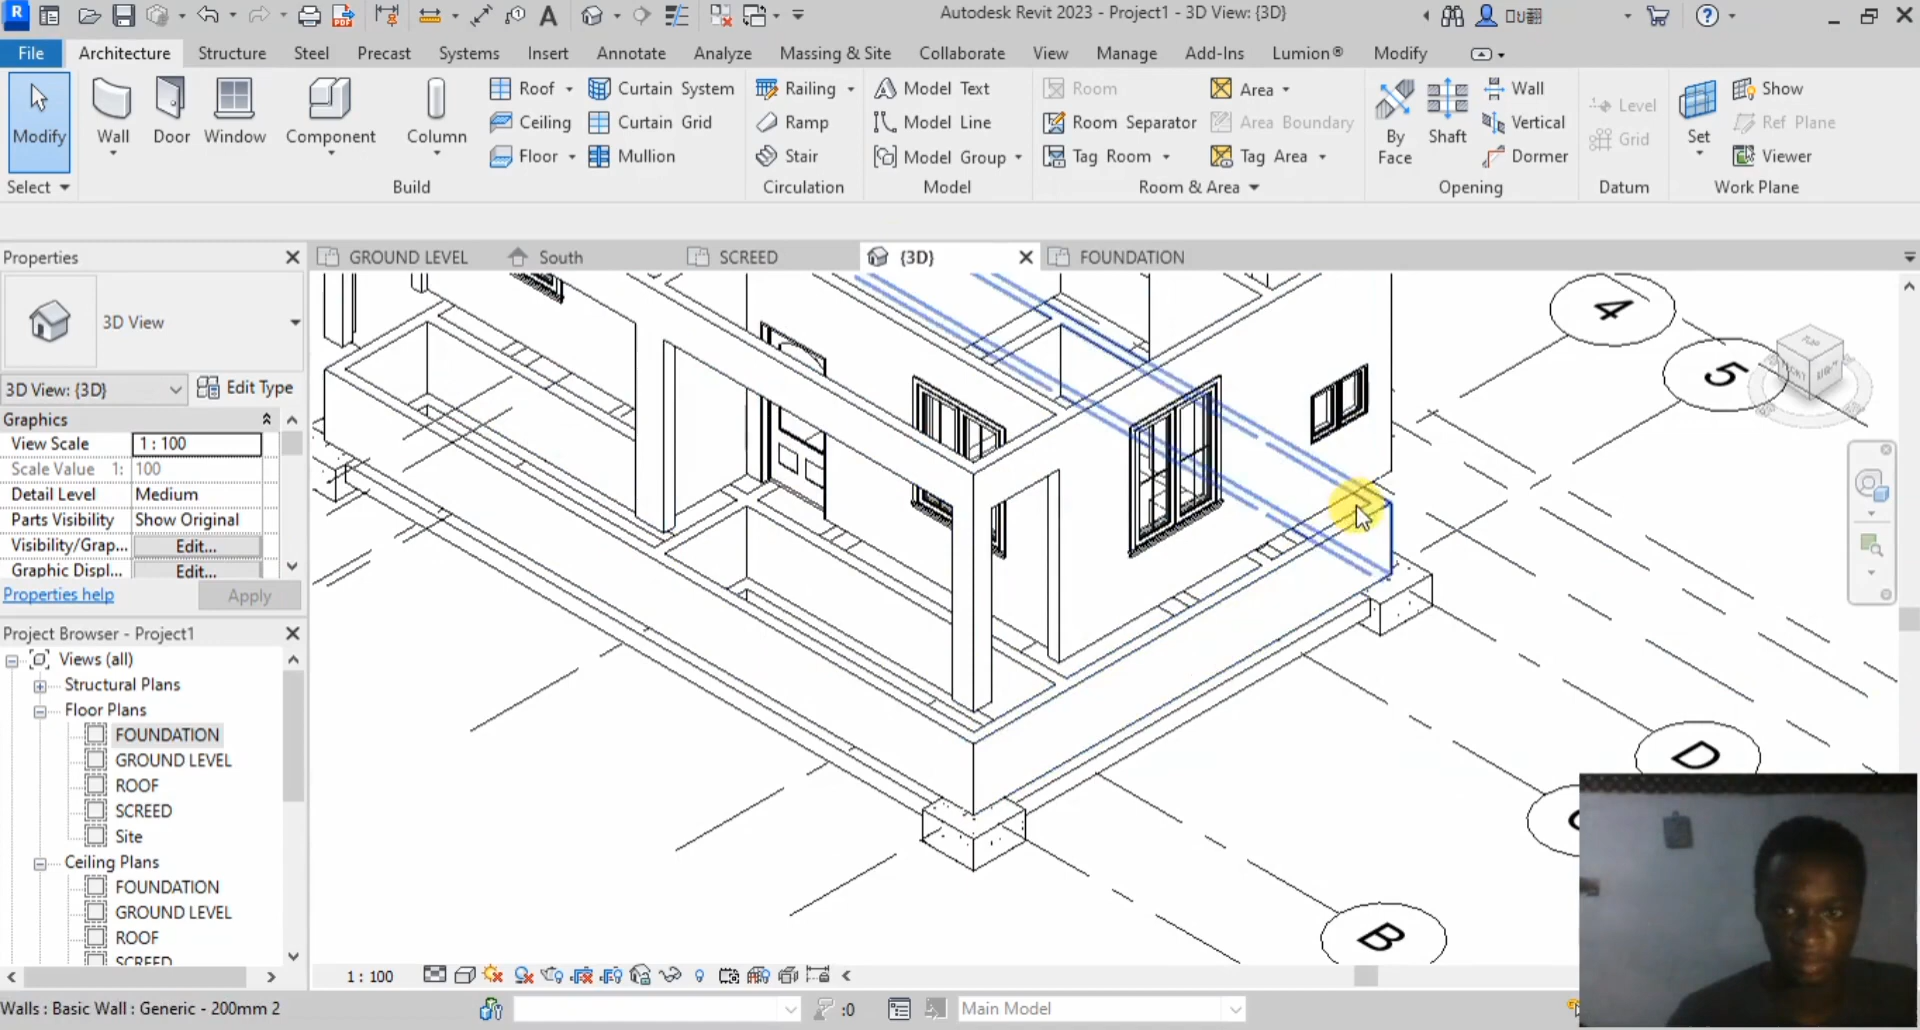 Autodesk Revit 2023 - Project1 - 3D View: {3D}
File Architecture Structure Steel Precast Systems Insert Annotate Analyze Massing & Site Collaborate View Manage Add-Ins Lumion® Modify
Roof Curtain System Railing Model Text Room Area Wall Level Show
Ceiling Curtain Grid Ramp Model Line Room Separator Area Boundary Vertical Grid Ref Plane
Modify Wall Door Window Component Column By Face Shaft Set
Floor Mullion Stair Model Group Tag Room Tag Area Dormer Viewer
Select Build Circulation Model Room & Area Opening Datum Work Plane
Properties
GROUND LEVEL South SCREED {3D} FOUNDATION
3D View
3D View: {3D} Edit Type
Graphics
View Scale 1 : 100
Scale Value 1: 100
Detail Level Medium
Parts Visibility Show Original
Visibility/Grap... Edit...
Graphic Displ... Edit...
Properties help Apply
Project Browser - Project1
Views (all)
Structural Plans
Floor Plans
FOUNDATION
GROUND LEVEL
ROOF
SCREED
Site
Ceiling Plans
FOUNDATION
GROUND LEVEL
ROOF
SCREED
4
5
D
B
1 : 100
Walls : Basic Wall : Generic - 200mm 2
:0
Main Model